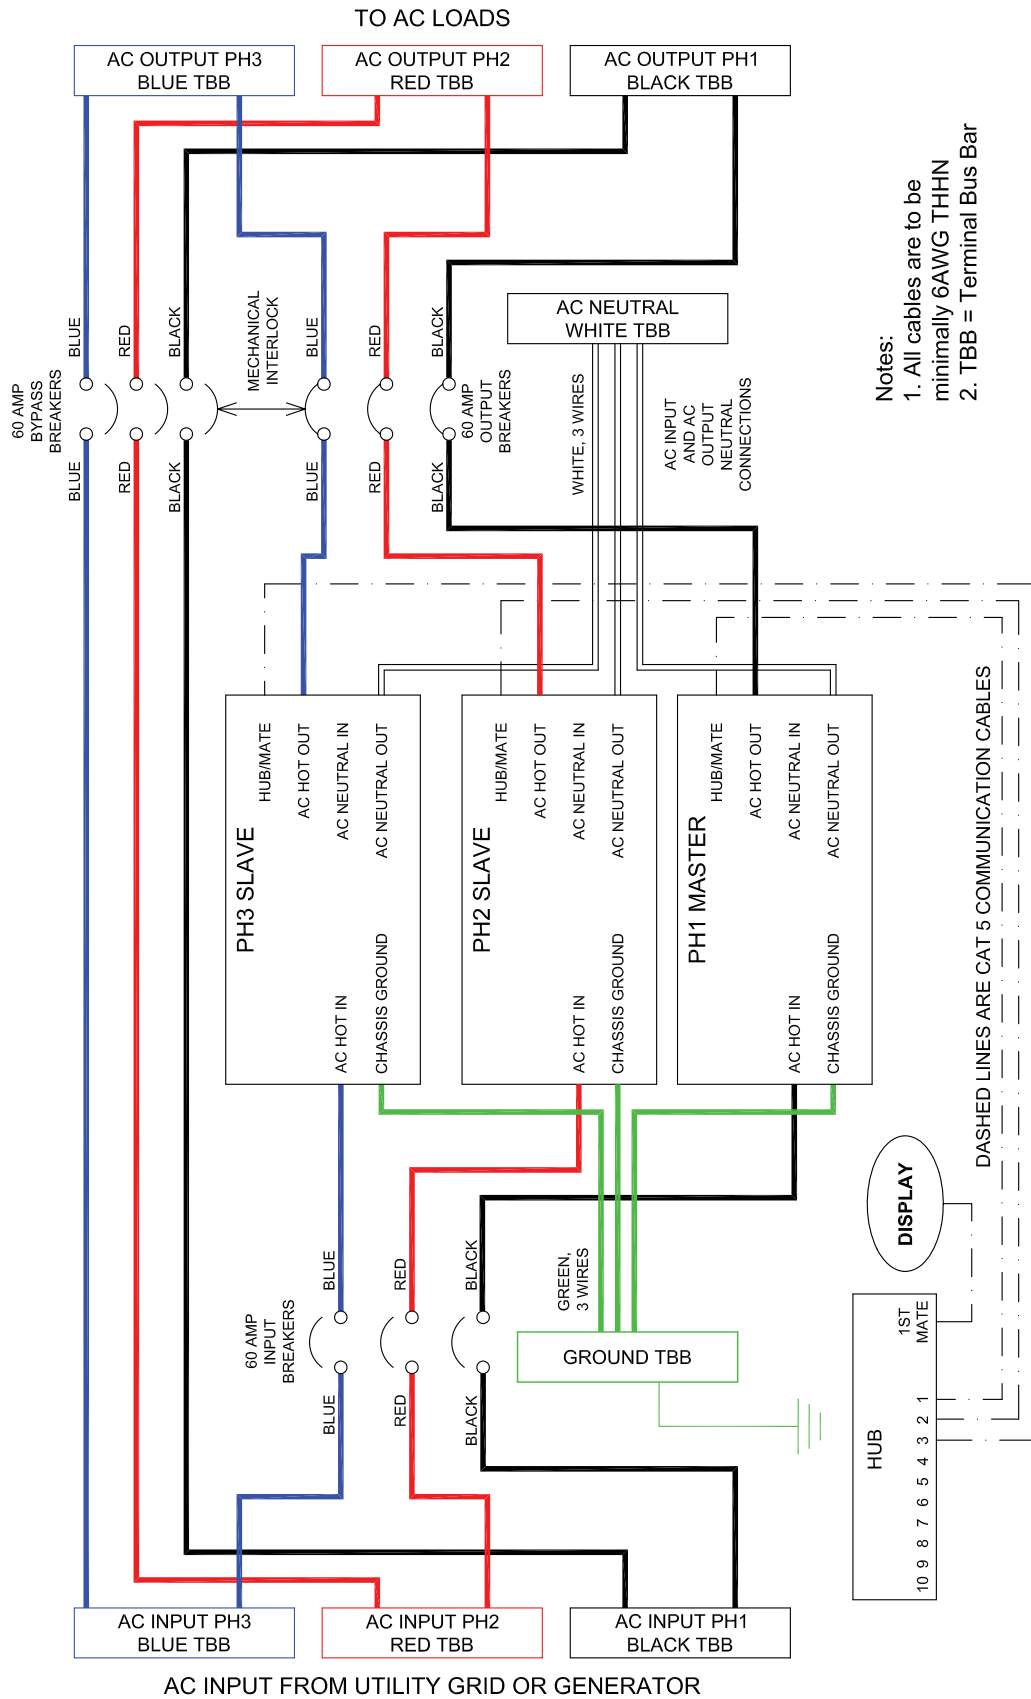 TO AC LOADS
AC OUTPUT PH3
BLUE TBB
AC OUTPUT PH2
RED TBB
AC OUTPUT PH1
BLACK TBB
Notes:
1. All cables are to be
minimally 6AWG THHN
2. TBB = Terminal Bus Bar
AC NEUTRAL
WHITE TBB
BLUE
RED
BLACK
MECHANICAL
INTERLOCK
BLUE
RED
BLACK
60 AMP
BYPASS
BREAKERS
60 AMP
OUTPUT
BREAKERS
WHITE, 3 WIRES
AC INPUT
AND AC
OUTPUT
NEUTRAL
CONNECTIONS
BLUE
RED
BLACK
BLUE
RED
BLACK
PH3 SLAVE
HUB/MATE
AC HOT OUT
AC NEUTRAL IN
AC NEUTRAL OUT
AC HOT IN
CHASSIS GROUND
PH2 SLAVE
HUB/MATE
AC HOT OUT
AC NEUTRAL IN
AC NEUTRAL OUT
AC HOT IN
CHASSIS GROUND
PH1 MASTER
HUB/MATE
AC HOT OUT
AC NEUTRAL IN
AC NEUTRAL OUT
AC HOT IN
CHASSIS GROUND
DASHED LINES ARE CAT 5 COMMUNICATION CABLES
DISPLAY
BLUE
RED
BLACK
GREEN,
3 WIRES
60 AMP
INPUT
BREAKERS
BLUE
RED
BLACK
GROUND TBB
HUB
1ST
MATE
1
2
3
4
5
6
7
8
9
10
AC INPUT PH3
BLUE TBB
AC INPUT PH2
RED TBB
AC INPUT PH1
BLACK TBB
AC INPUT FROM UTILITY GRID OR GENERATOR